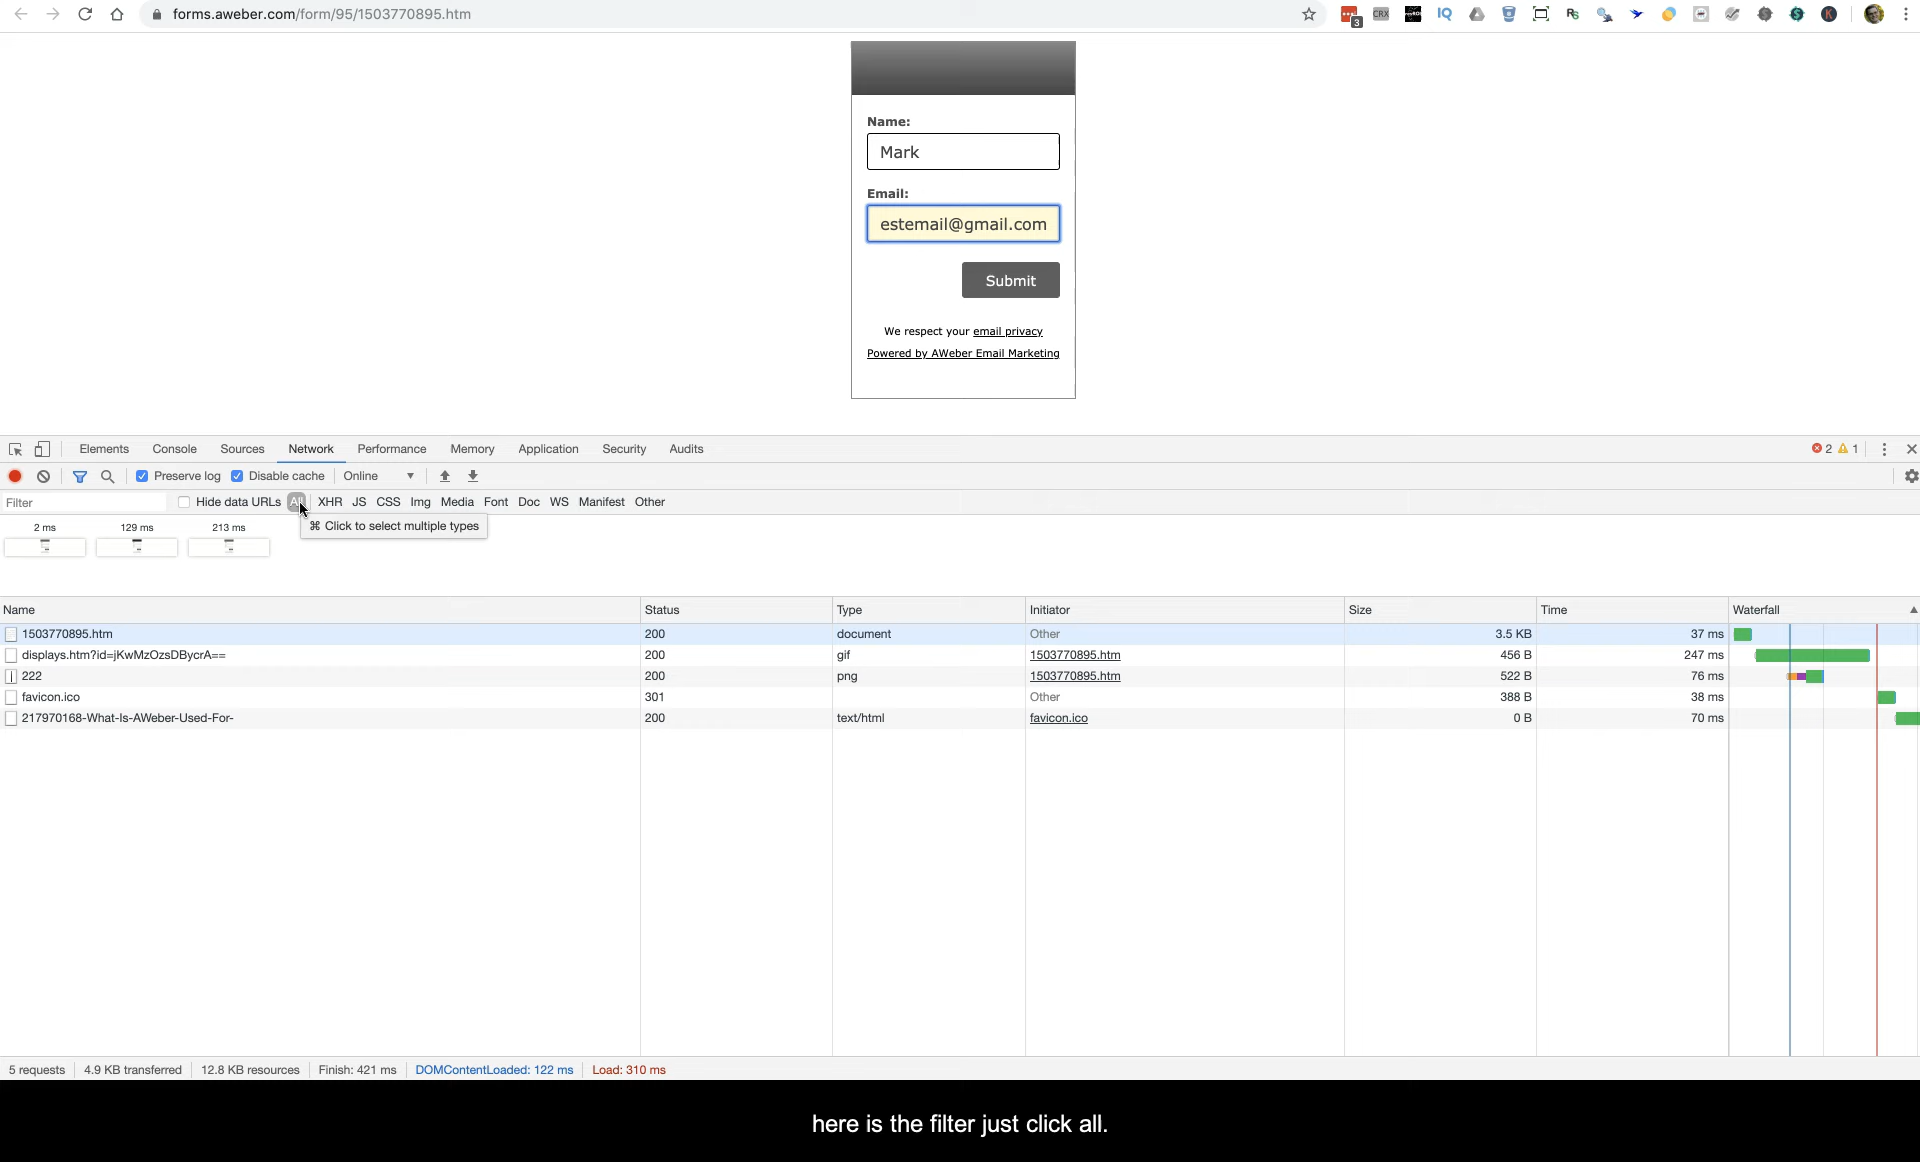 forms.aweber.com/form/95/1503770895.htm
3
CRX
IQ
K
Name:
Mark
Email:
estemail@gmail.com
Submit
We respect your email privacy
Powered by AWeber Email Marketing
Elements Console Sources Network Performance Memory Application Security Audits 2 1
Preserve log Disable cache Online
Filter Hide data URLs All XHR JS CSS Img Media Font Doc WS Manifest Other
⌘ Click to select multiple types
2 ms 129 ms 213 ms
Name Status Type Initiator Size Time Waterfall
1503770895.htm 200 document Other 3.5 KB 37 ms
displays.htm?id=jKwMzOzsDBycrA== 200 gif 1503770895.htm 456 B 247 ms
222 200 png 1503770895.htm 522 B 76 ms
favicon.ico 301 Other 388 B 38 ms
217970168-What-Is-AWeber-Used-For- 200 text/html favicon.ico 0 B 70 ms
5 requests 4.9 KB transferred 12.8 KB resources Finish: 421 ms DOMContentLoaded: 122 ms Load: 310 ms
here is the filter just click all.